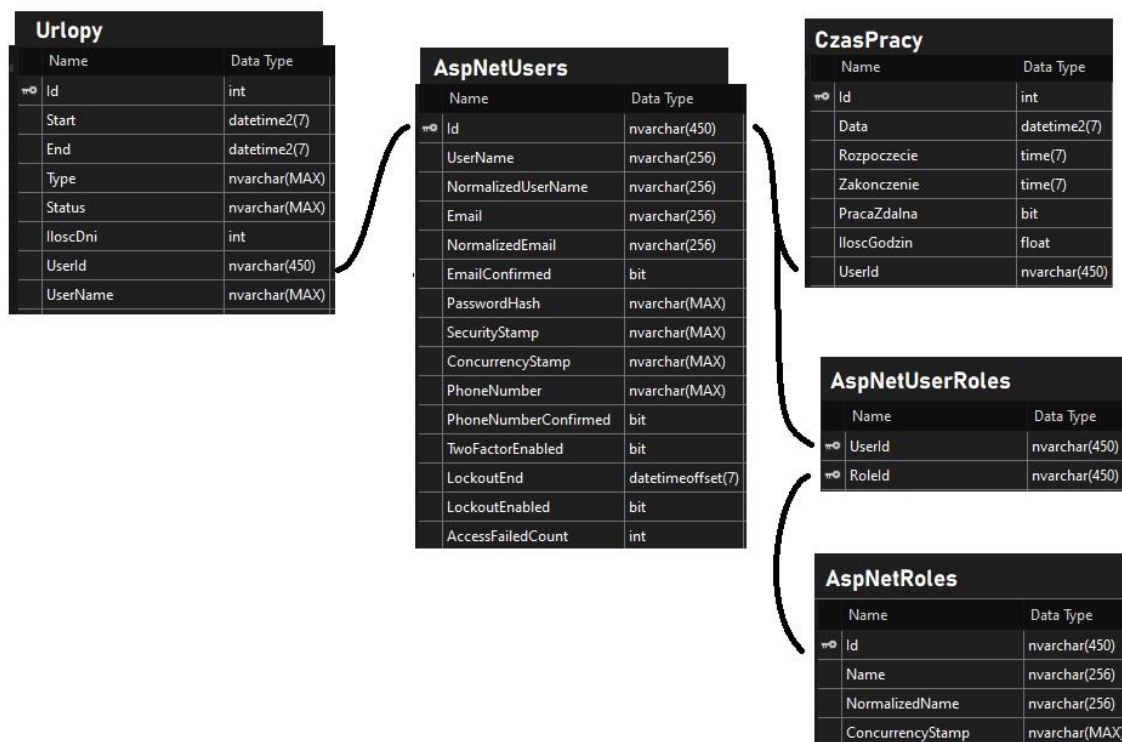 Urlopy
Name Data Type
Id int
Start datetime2(7)
End datetime2(7)
Type nvarchar(MAX)
Status nvarchar(MAX)
IloscDni int
UserId nvarchar(450)
UserName nvarchar(MAX)
AspNetUsers
Name Data Type
Id nvarchar(450)
UserName nvarchar(256)
NormalizedUserName nvarchar(256)
Email nvarchar(256)
NormalizedEmail nvarchar(256)
EmailConfirmed bit
PasswordHash nvarchar(MAX)
SecurityStamp nvarchar(MAX)
ConcurrencyStamp nvarchar(MAX)
PhoneNumber nvarchar(MAX)
PhoneNumberConfirmed bit
TwoFactorEnabled bit
LockoutEnd datetimeoffset(7)
LockoutEnabled bit
AccessFailedCount int
CzasPracy
Name Data Type
Id int
Data datetime2(7)
Rozpoczecie time(7)
Zakonczenie time(7)
PracaZdalna bit
IloscGodzin float
UserId nvarchar(450)
AspNetUserRoles
Name Data Type
UserId nvarchar(450)
RoleId nvarchar(450)
AspNetRoles
Name Data Type
Id nvarchar(450)
Name nvarchar(256)
NormalizedName nvarchar(256)
ConcurrencyStamp nvarchar(MAX)